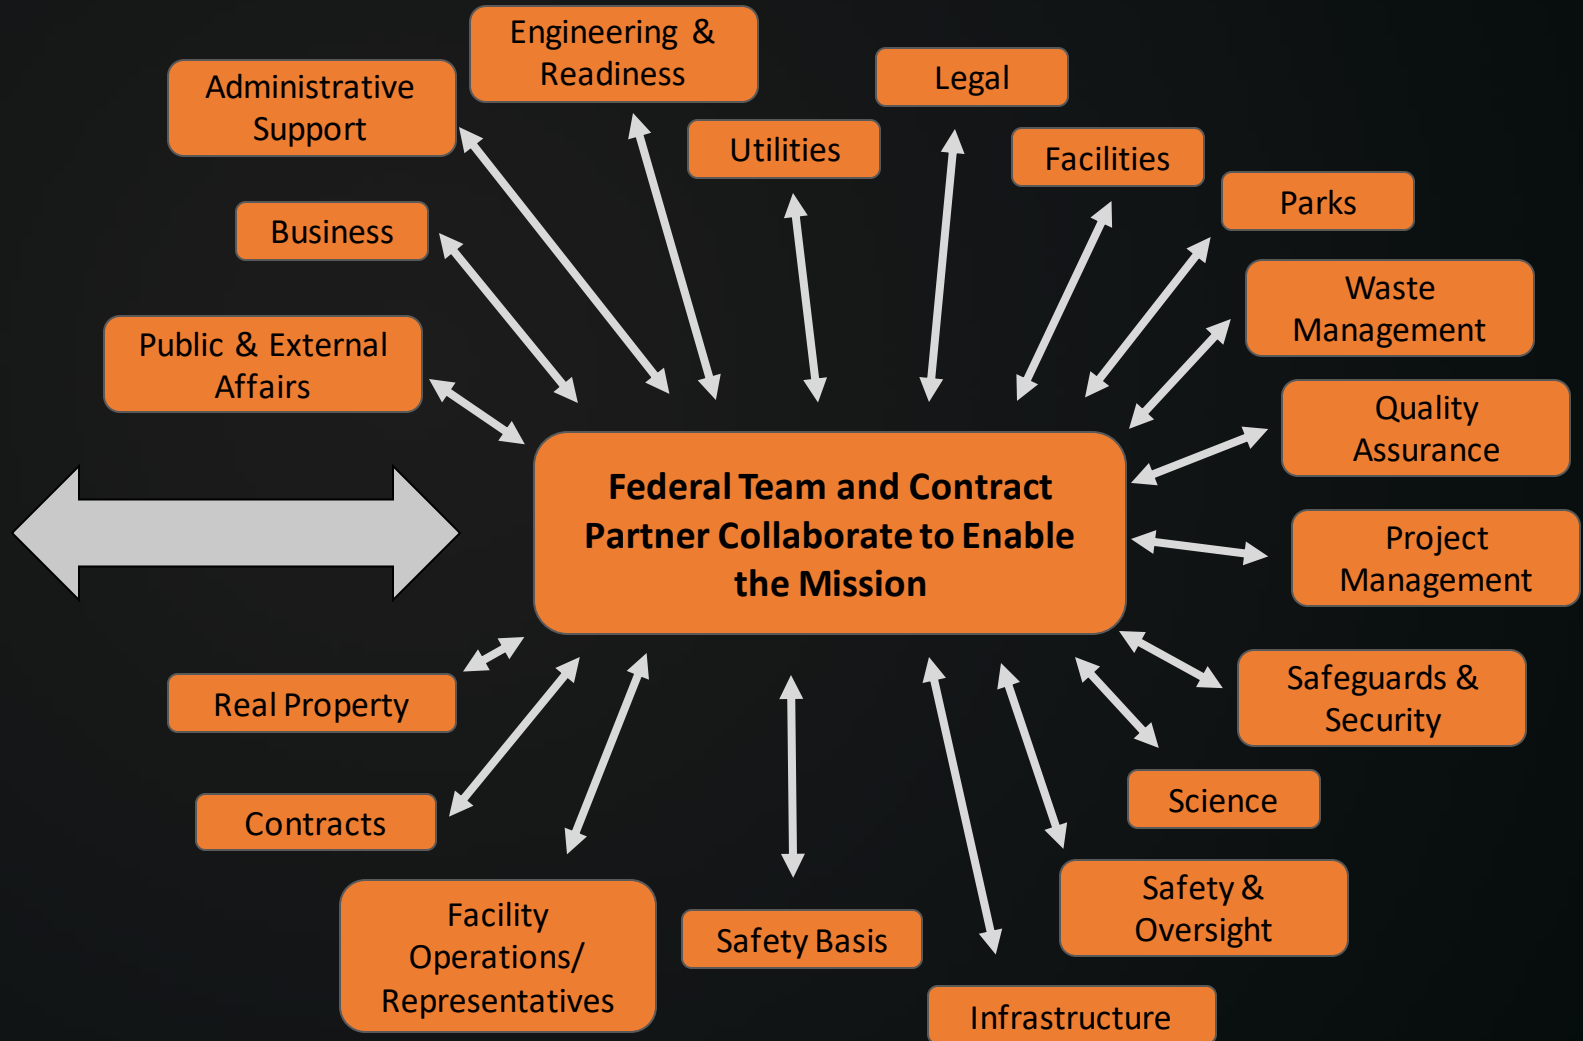 Engineering &
Readiness
Administrative
Support
Legal
Utilities
Facilities
Parks
Business
Waste
Management
Public & External
Affairs
Quality
Assurance
Federal Team and Contract
Partner Collaborate to Enable
the Mission
Project
Management
Real Property
Safeguards &
Security
Contracts
Science
Facility
Operations/
Representatives
Safety Basis
Safety &
Oversight
Infrastructure